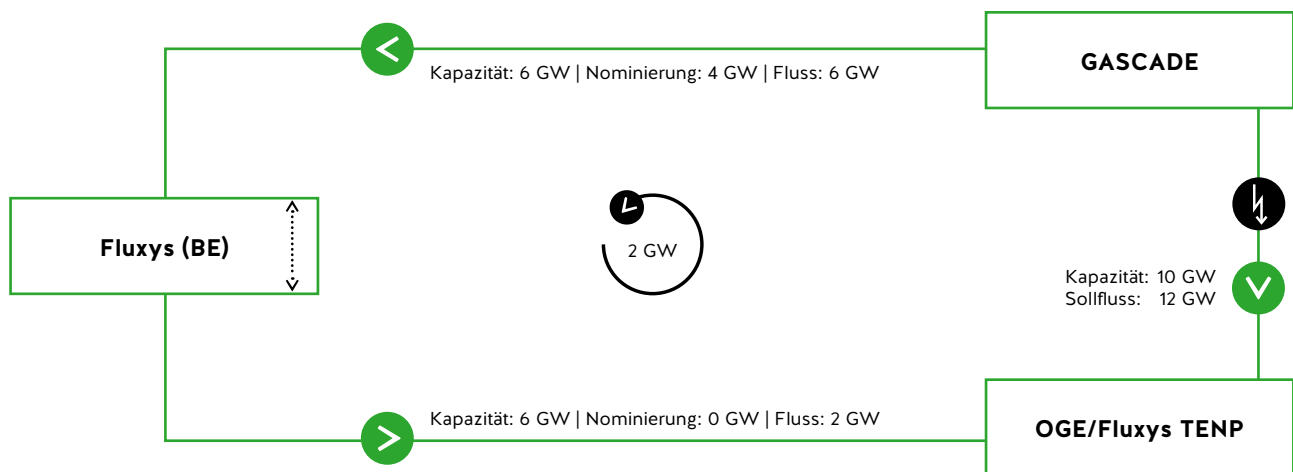 GASCADE
Kapazität: 6 GW | Nominierung: 4 GW | Fluss: 6 GW
Fluxys (BE)
2 GW
Kapazität: 10 GW
Sollfluss: 12 GW
Kapazität: 6 GW | Nominierung: 0 GW | Fluss: 2 GW
OGE/Fluxys TENP